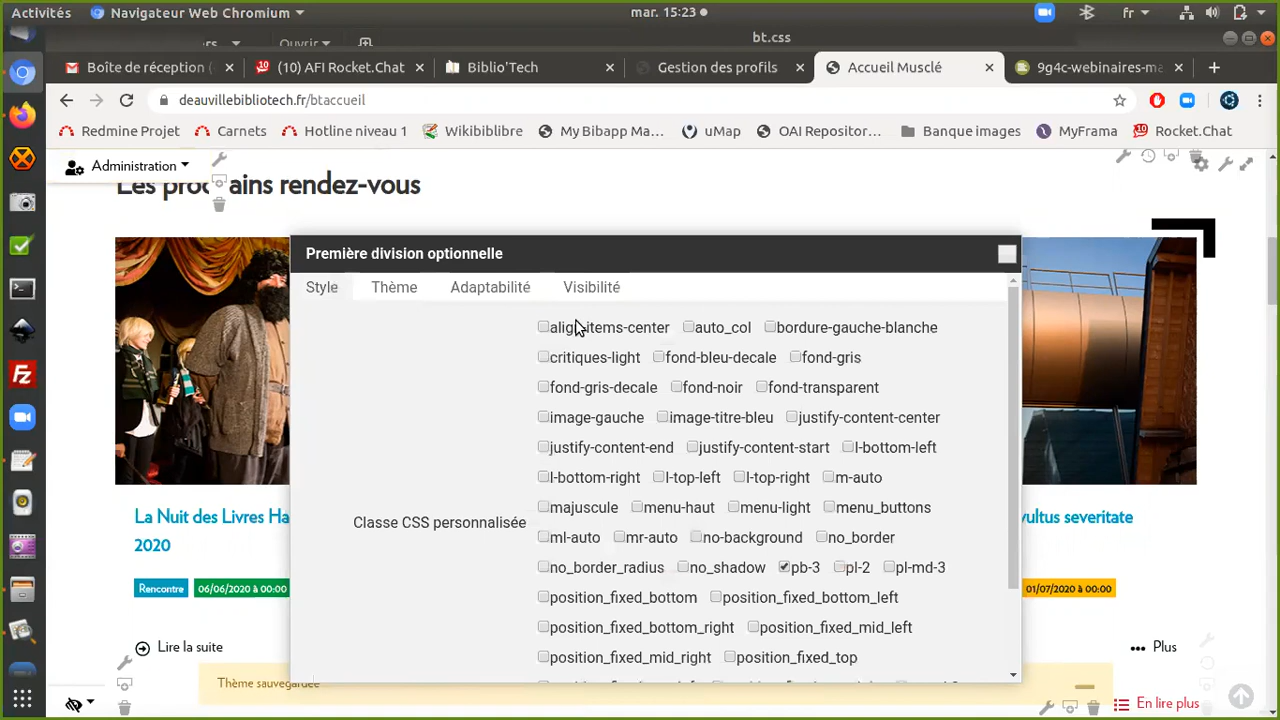 Activités Navigateur Web Chromium mar. 15:23 fr
Ouvrir bt.css
Boîte de réception ( (10) AFI Rocket.Chat Biblio'Tech Gestion des profils Accueil Musclé 9g4c-webinaires-ma
deauvillebibliotech.fr/btaccueil
Redmine Projet Carnets Hotline niveau 1 Wikibiblibre My Bibapp Ma... uMap OAI Repositor... Banque images MyFrama Rocket.Chat
Administration
Les prochains rendez-vous
Première division optionnelle
Style Thème Adaptabilité Visibilité
align-items-center auto_col bordure-gauche-blanche
critiques-light fond-bleu-decale fond-gris
fond-gris-decale fond-noir fond-transparent
image-gauche image-titre-bleu justify-content-center
justify-content-end justify-content-start l-bottom-left
l-bottom-right l-top-left l-top-right m-auto
majuscule menu-haut menu-light menu_buttons
Classe CSS personnalisée
ml-auto mr-auto no-background no_border
no_border_radius no_shadow pb-3 pl-2 pl-md-3
position_fixed_bottom position_fixed_bottom_left
position_fixed_bottom_right position_fixed_mid_left
position_fixed_mid_right position_fixed_top
La Nuit des Livres Ha
2020
vultus severitate
Rencontre 06/06/2020 à 00:00
01/07/2020 à 00:00
Lire la suite
Plus
Thème sauvegardée
En lire plus